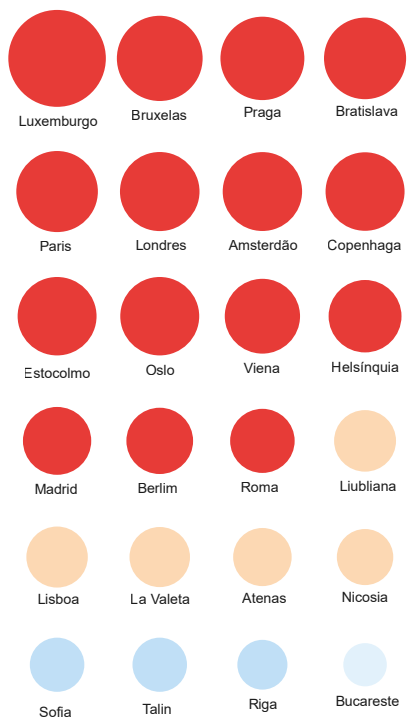 Luxemburgo
Bruxelas
Praga
Bratislava
Paris
Londres
Amsterdão
Copenhaga
Estocolmo
Oslo
Viena
Helsínquia
Madrid
Berlim
Roma
Liubliana
Lisboa
La Valeta
Atenas
Nicosia
Sofia
Talin
Riga
Bucareste